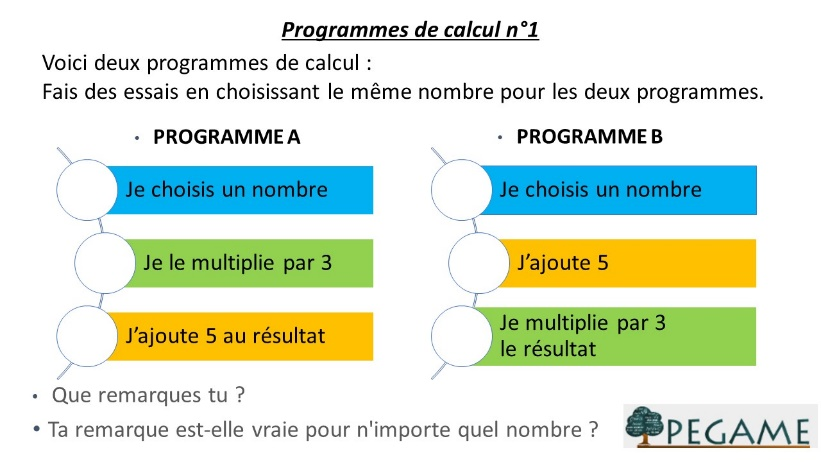 Programmes de calcul n°1
Voici deux programmes de calcul :
Fais des essais en choisissant le même nombre pour les deux programmes.
• PROGRAMME A
Je choisis un nombre
Je le multiplie par 3
J’ajoute 5 au résultat
• PROGRAMME B
Je choisis un nombre
J’ajoute 5
Je multiplie par 3
le résultat
• Que remarques tu ?
• Ta remarque est-elle vraie pour n'importe quel nombre ?
PEGAME